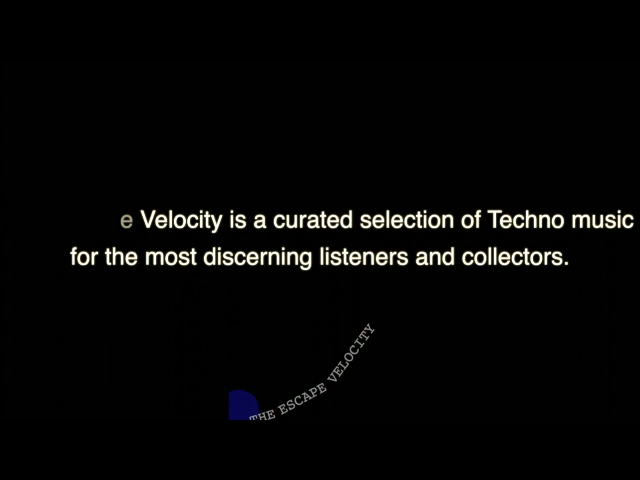 e Velocity is a curated selection of Techno music
for the most discerning listeners and collectors.
THE ESCAPE VELOCITY